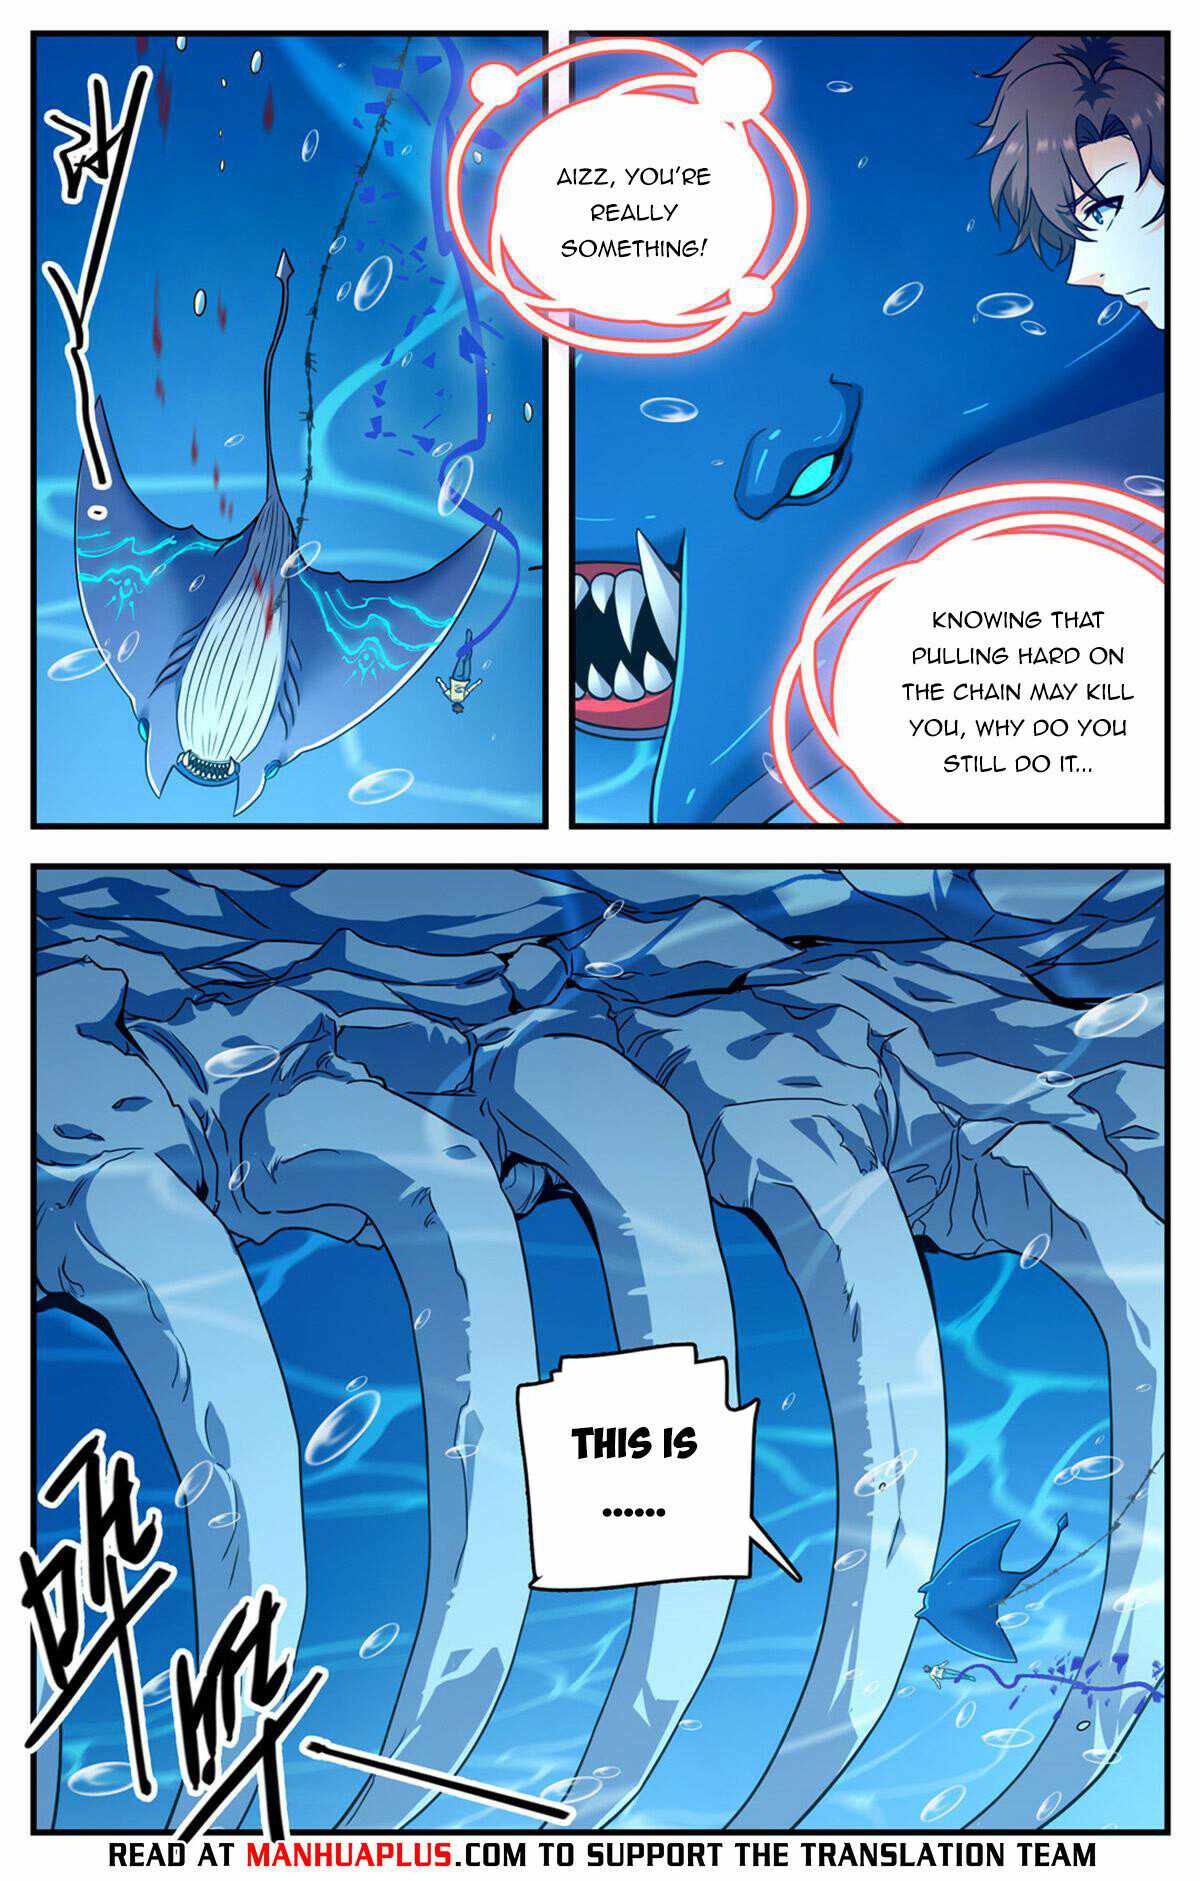 AIZZ, YOU'RE
REALLY
SOMETHING!
KNOWING THAT
PULLING HARD ON
THE CHAIN MAY KILL
YOU, WHY DO YOU
STILL DO IT...
THIS IS
......
READ AT MANHUAPLUS.COM TO SUPPORT THE TRANSLATION TEAM